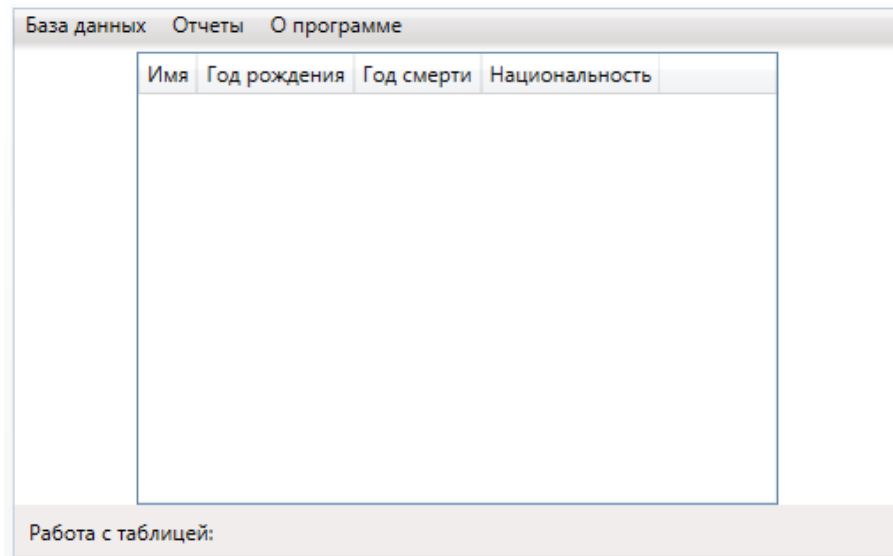 База данных Отчеты О программе
Имя Год рождения Год смерти Национальность
Работа с таблицей: